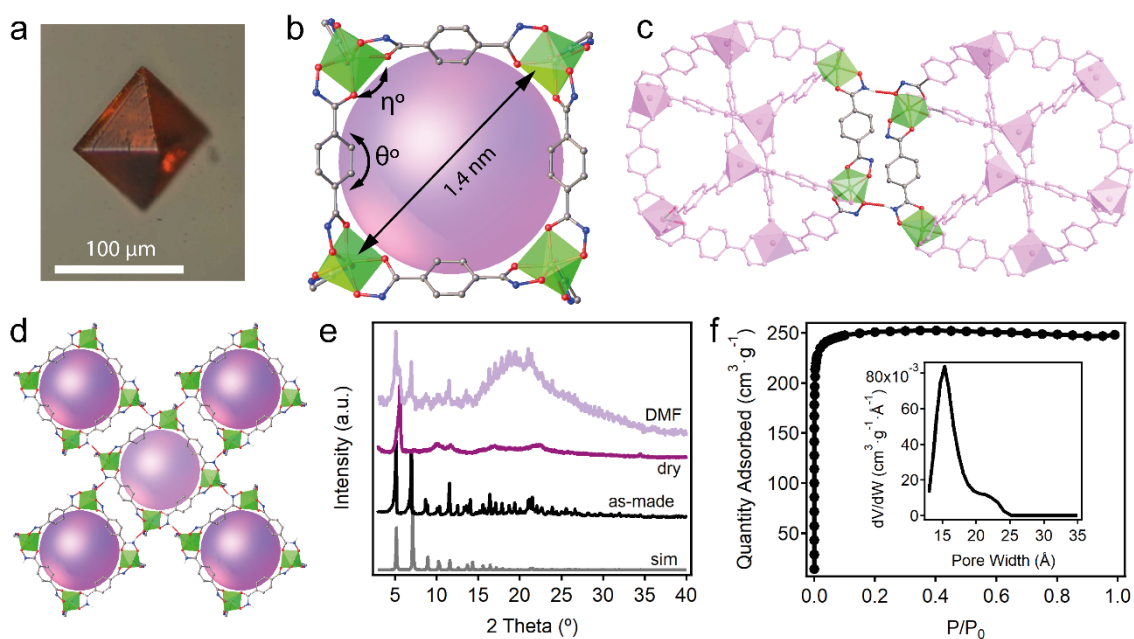 a
100 µm
b
ηº
θº
1.4 nm
c
d
e
Intensity (a.u.)
DMF
dry
as-made
sim
5 10 15 20 25 30 35 40
2 Theta (º)
f
Quantity Adsorbed (cm³·g⁻¹)
250
200
150
100
50
0.0 0.2 0.4 0.6 0.8 1.0
P/P₀
dV/dW (cm³·g⁻¹·Å⁻¹)
80x10⁻³
60
40
20
0
15 20 25 30 35
Pore Width (Å)